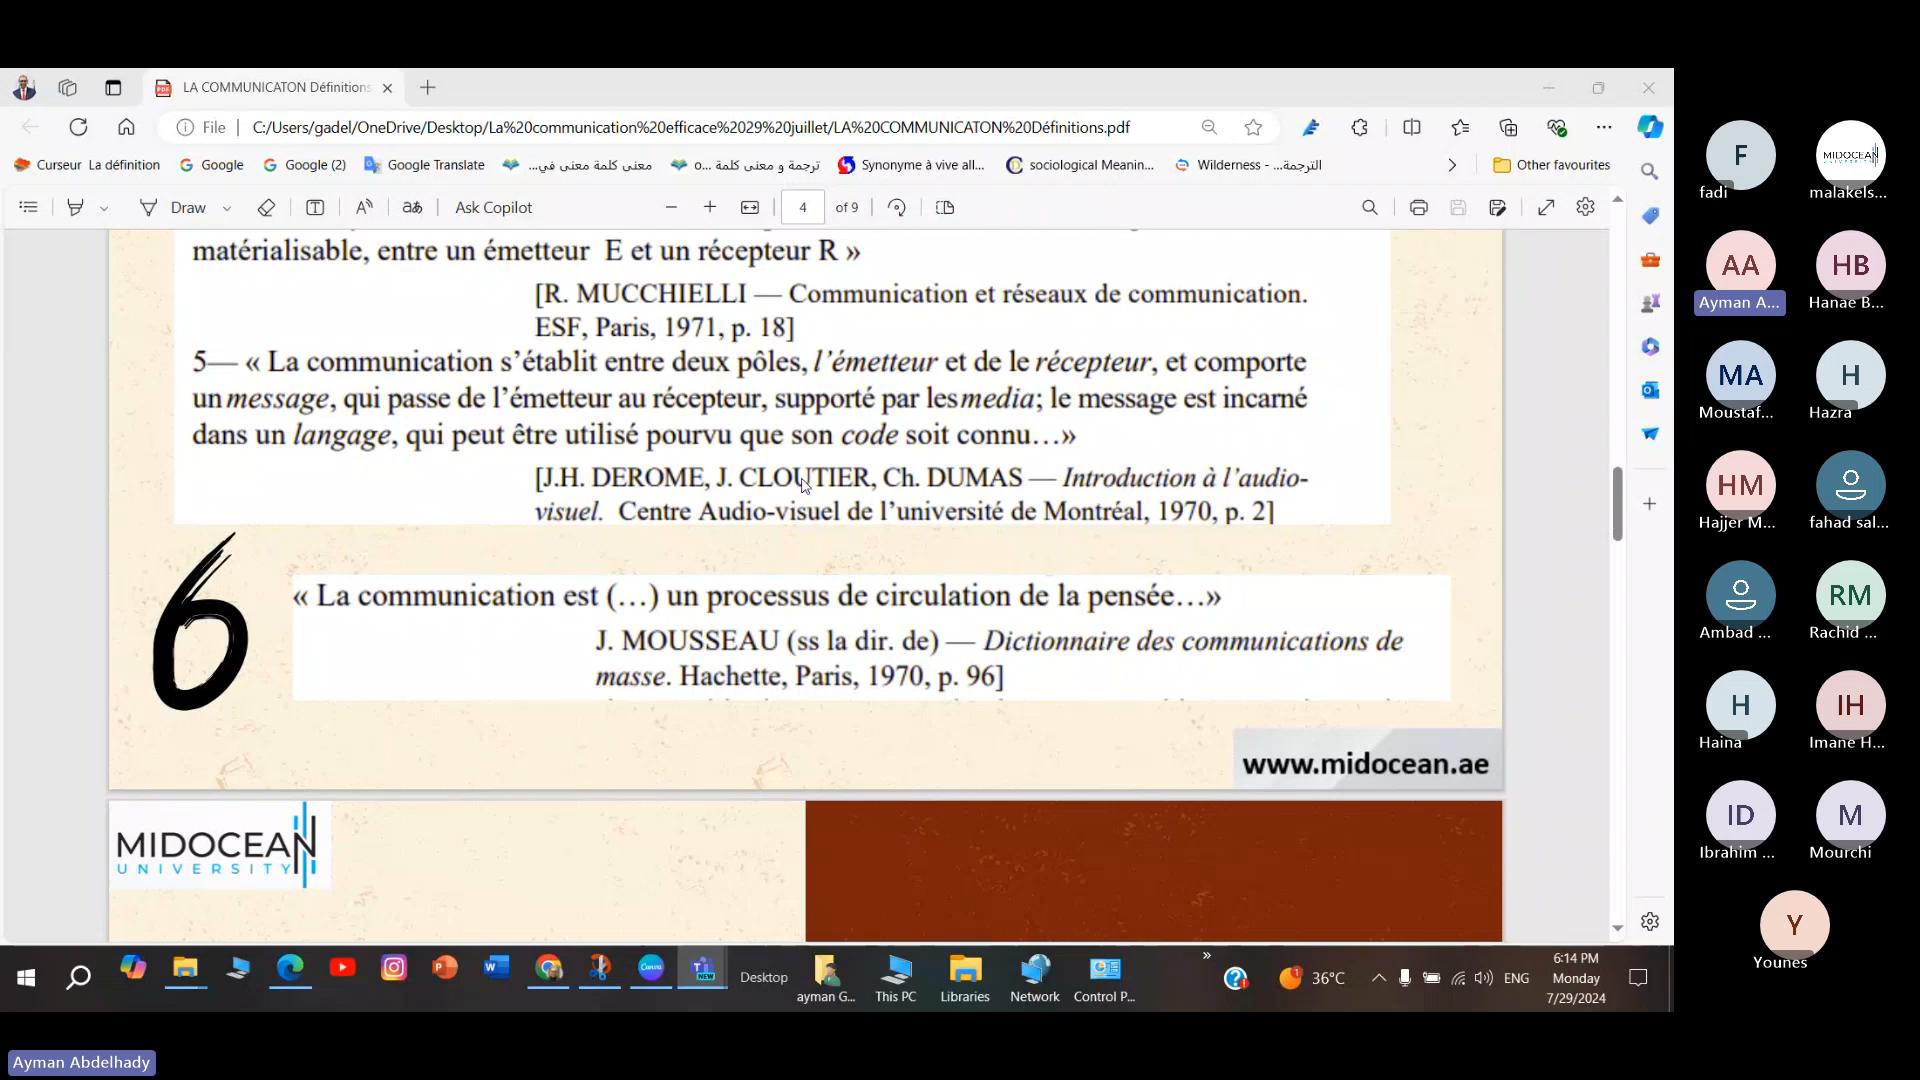 LA COMMUNICATON Définitions
File
C:/Users/gadel/OneDrive/Desktop/La%20communication%20efficace%2029%20juillet/LA%20COMMUNICATON%20Définitions.pdf
Curseur La définition
Google
Google (2)
Google Translate
معنى كلمة معنى في...
ترجمة و معنى كلمة o...
Synonyme à vive all...
sociological Meanin...
Wilderness - الترجمة...
Other favourites
Draw
Ask Copilot
4
of 9
matérialisable, entre un émetteur E et un récepteur R »
[R. MUCCHIELLI — Communication et réseaux de communication.
ESF, Paris, 1971, p. 18]
5— « La communication s’établit entre deux pôles, l’émetteur et de le récepteur, et comporte
un message, qui passe de l’émetteur au récepteur, supporté par les media; le message est incarné
dans un langage, qui peut être utilisé pourvu que son code soit connu…»
[J.H. DEROME, J. CLOUTIER, Ch. DUMAS — Introduction à l’audio-
visuel. Centre Audio-visuel de l’université de Montréal, 1970, p. 2]
6
« La communication est (…) un processus de circulation de la pensée…»
J. MOUSSEAU (ss la dir. de) — Dictionnaire des communications de
masse. Hachette, Paris, 1970, p. 96]
www.midocean.ae
MIDOCEAN
UNIVERSITY
Desktop
ayman G...
This PC
Libraries
Network
Control P...
36°C
ENG
6:14 PM
Monday
7/29/2024
F
fadi
MIDOCEAN
malakels...
AA
Ayman A...
HB
Hanae B...
MA
Moustaf...
H
Hazra
HM
Hajjer M...
fahad sal...
Ambad ...
RM
Rachid ...
H
Haina
IH
Imane H...
ID
Ibrahim ...
M
Mourchi
Y
Younes
Ayman Abdelhady